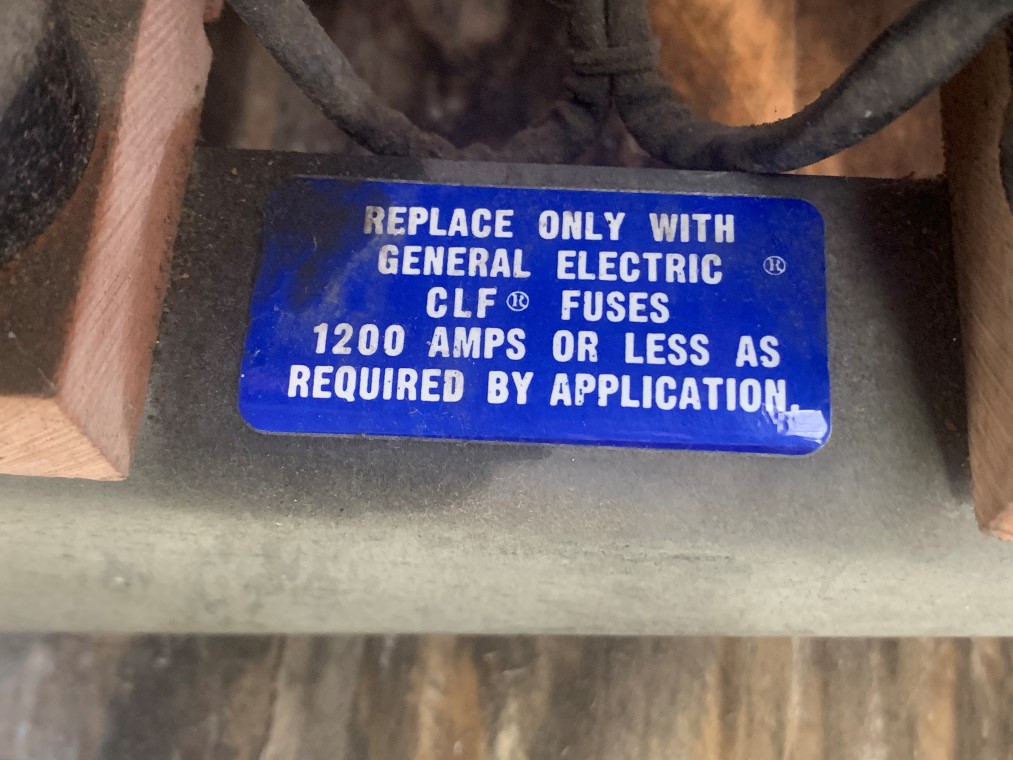 REPLACE ONLY WITH
GENERAL ELECTRIC ®
CLF® FUSES
1200 AMPS OR LESS AS
REQUIRED BY APPLICATION.